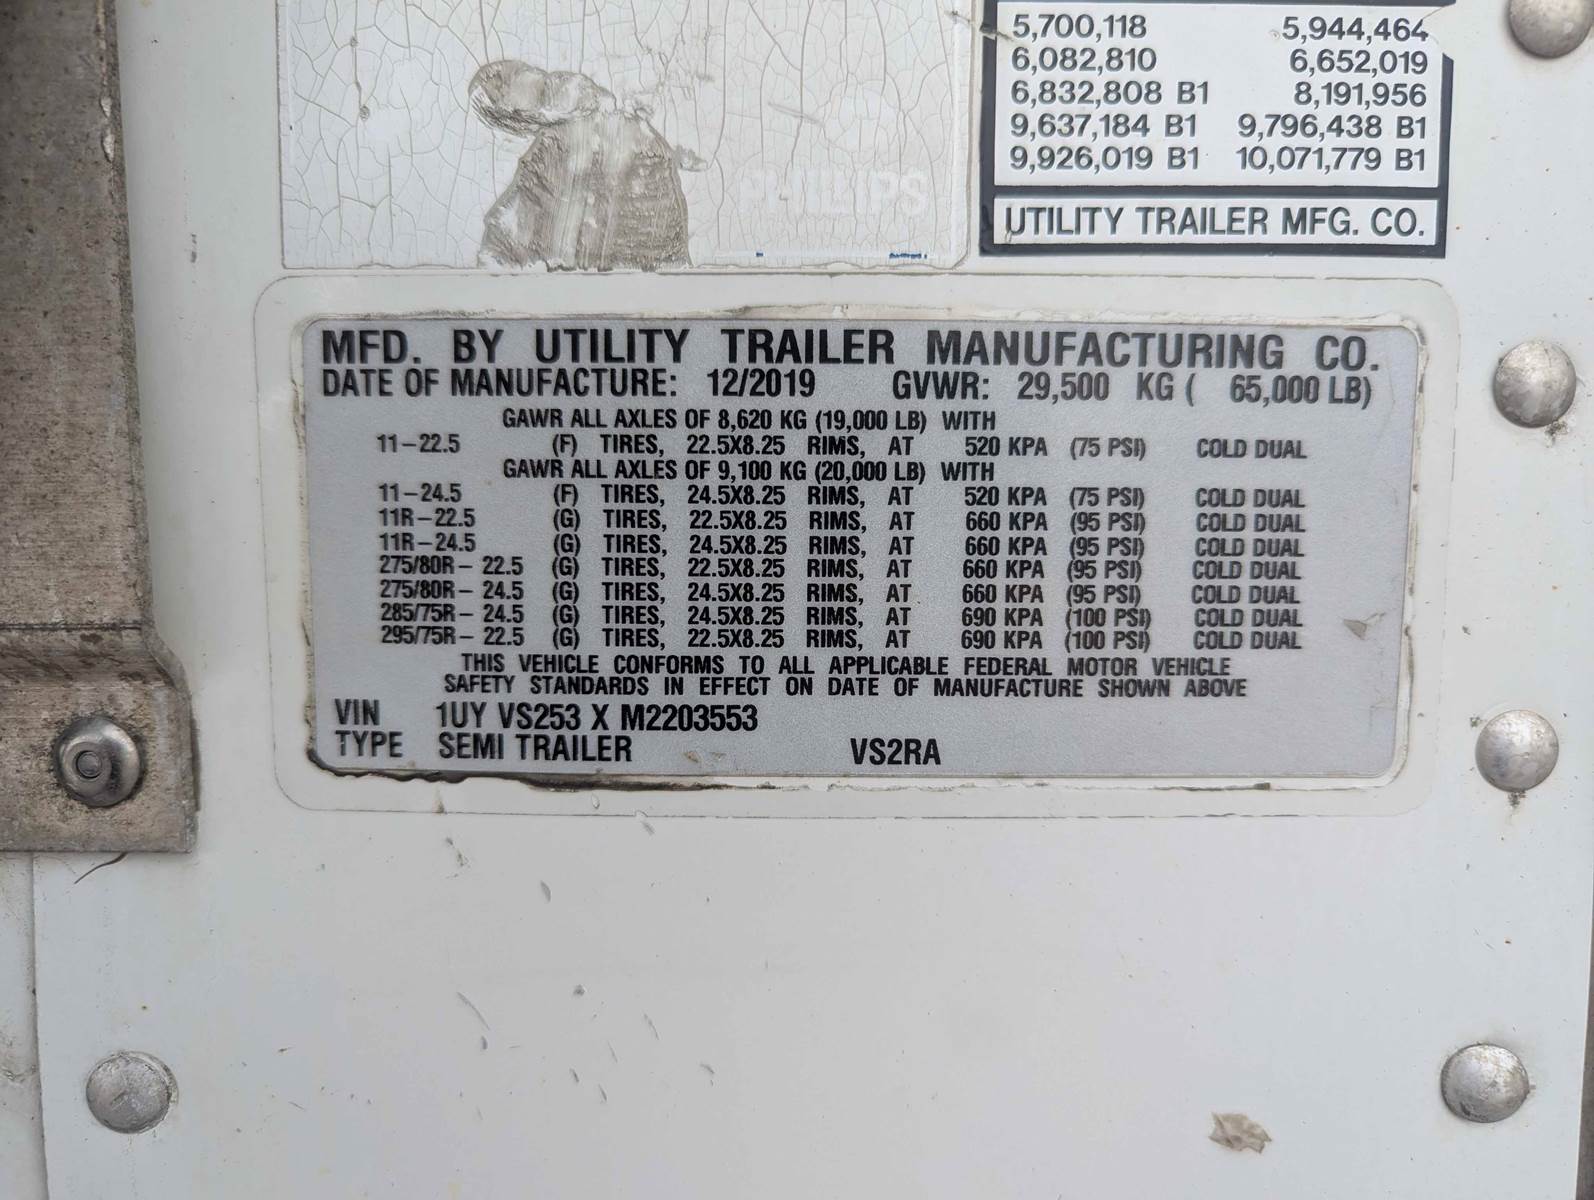 5,700,118 5,944,464
6,082,810 6,652,019
6,832,808 B1 8,191,956
9,637,184 B1 9,796,438 B1
9,926,019 B1 10,071,779 B1
UTILITY TRAILER MFG. CO.
PHILLIPS
MFD. BY UTILITY TRAILER MANUFACTURING CO.
DATE OF MANUFACTURE: 12/2019 GVWR: 29,500 KG ( 65,000 LB)
GAWR ALL AXLES OF 8,620 KG (19,000 LB) WITH
11-22.5 (F) TIRES, 22.5X8.25 RIMS, AT 520 KPA (75 PSI) COLD DUAL
GAWR ALL AXLES OF 9,100 KG (20,000 LB) WITH
11-24.5 (F) TIRES, 24.5X8.25 RIMS, AT 520 KPA (75 PSI) COLD DUAL
11R-22.5 (G) TIRES, 22.5X8.25 RIMS, AT 660 KPA (95 PSI) COLD DUAL
11R-24.5 (G) TIRES, 24.5X8.25 RIMS, AT 660 KPA (95 PSI) COLD DUAL
275/80R- 22.5 (G) TIRES, 22.5X8.25 RIMS, AT 660 KPA (95 PSI) COLD DUAL
275/80R- 24.5 (G) TIRES, 24.5X8.25 RIMS, AT 660 KPA (95 PSI) COLD DUAL
285/75R- 24.5 (G) TIRES, 24.5X8.25 RIMS, AT 690 KPA (100 PSI) COLD DUAL
295/75R- 22.5 (G) TIRES, 22.5X8.25 RIMS, AT 690 KPA (100 PSI) COLD DUAL
THIS VEHICLE CONFORMS TO ALL APPLICABLE FEDERAL MOTOR VEHICLE
SAFETY STANDARDS IN EFFECT ON DATE OF MANUFACTURE SHOWN ABOVE
VIN 1UY VS253 X M2203553
TYPE SEMI TRAILER VS2RA